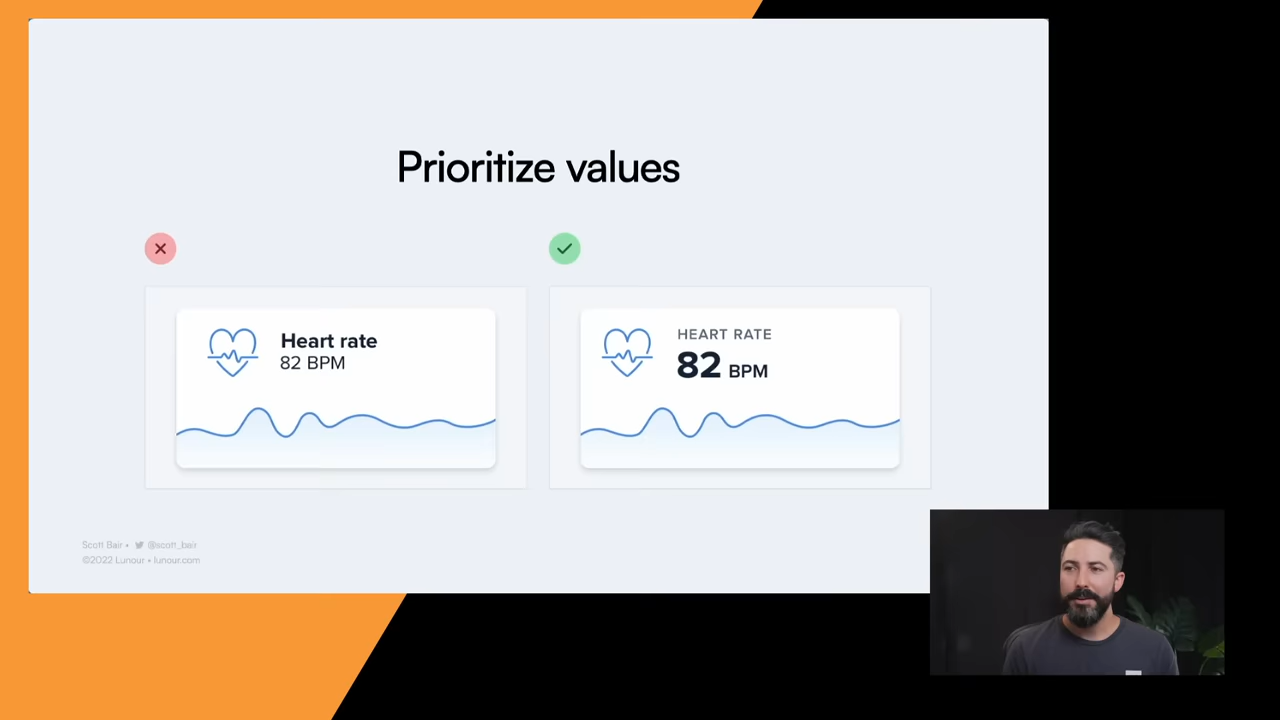 Prioritize values
Heart rate
82 BPM
HEART RATE
82 BPM
Scott Bair • @scott_bair
©2022 Lunour • lunour.com